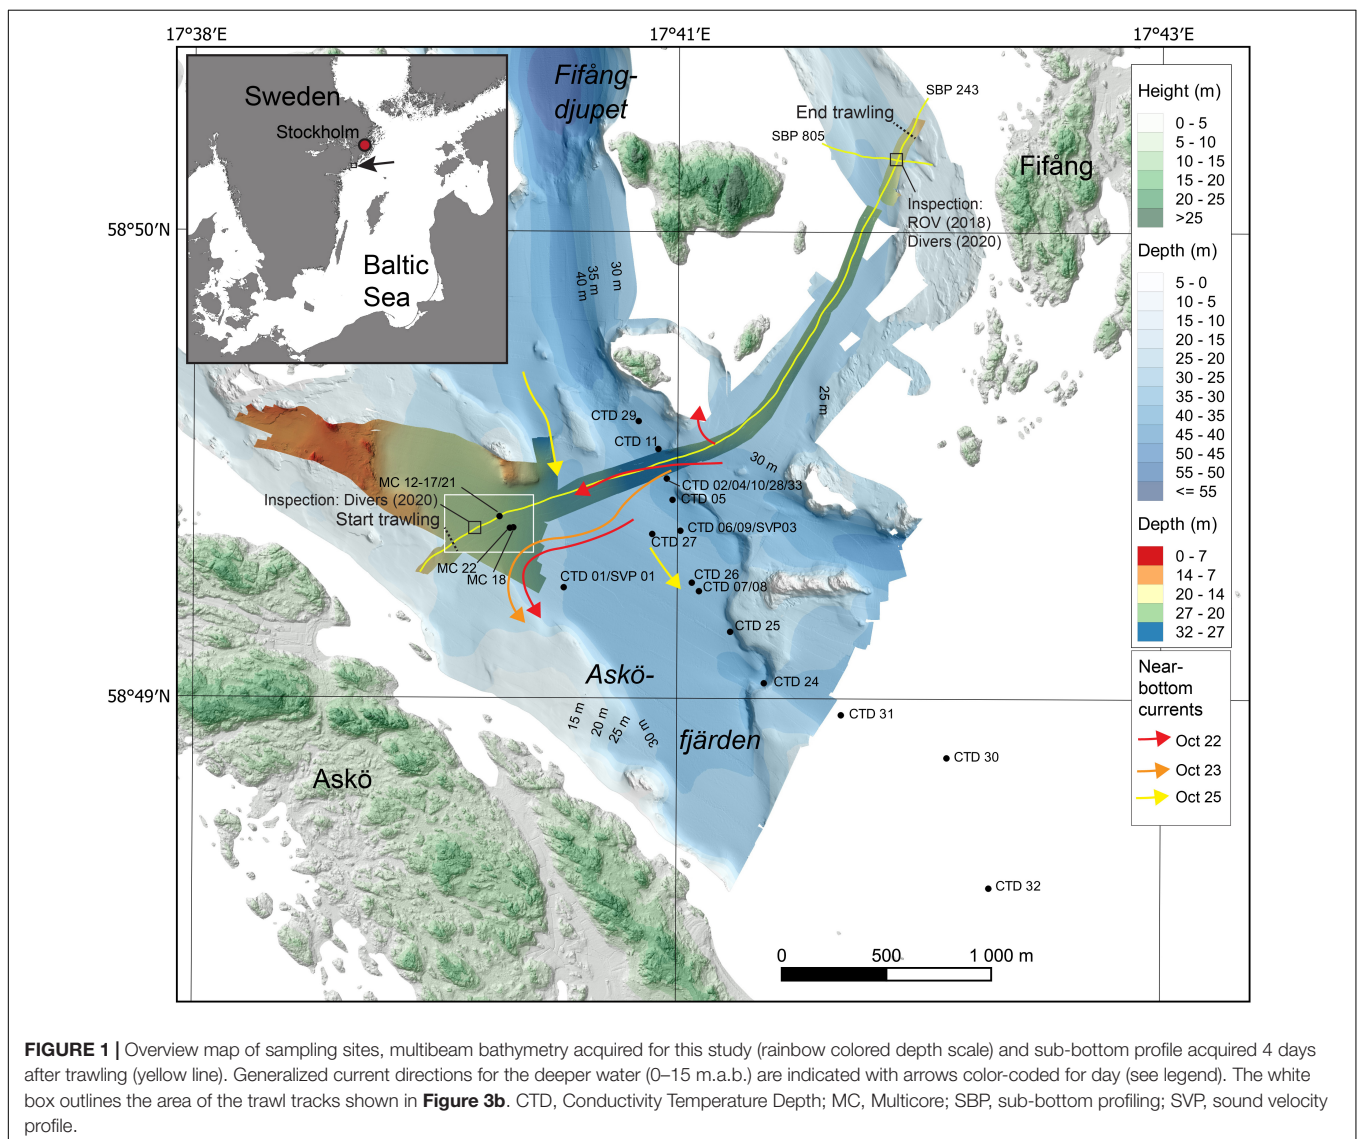 17°38′E
17°41′E
17°43′E
58°50′N
58°49′N
Sweden
Stockholm
Baltic
Sea
Fifång-
djupet
SBP 243
End trawling
SBP 805
Fifång
Inspection:
ROV (2018)
Divers (2020)
30 m
35 m
40 m
25 m
30 m
CTD 29
CTD 11
CTD 02/04/10/28/33
CTD 05
CTD 06/09/SVP03
CTD 27
CTD 26
CTD 07/08
CTD 25
CTD 24
CTD 31
CTD 30
CTD 32
MC 12-17/21
Inspection: Divers (2020)
Start trawling
MC 22
MC 18
CTD 01/SVP 01
Askö-
fjärden
15 m
20 m
25 m
30 m
Askö
0 500 1 000 m
Height (m)
0 - 5
5 - 10
10 - 15
15 - 20
20 - 25
>25
Depth (m)
5 - 0
10 - 5
15 - 10
20 - 15
25 - 20
30 - 25
35 - 30
40 - 35
45 - 40
50 - 45
55 - 50
<= 55
Depth (m)
0 - 7
14 - 7
20 - 14
27 - 20
32 - 27
Near-
bottom
currents
Oct 22
Oct 23
Oct 25
FIGURE 1 | Overview map of sampling sites, multibeam bathymetry acquired for this study (rainbow colored depth scale) and sub-bottom profile acquired 4 days
after trawling (yellow line). Generalized current directions for the deeper water (0–15 m.a.b.) are indicated with arrows color-coded for day (see legend). The white
box outlines the area of the trawl tracks shown in Figure 3b. CTD, Conductivity Temperature Depth; MC, Multicore; SBP, sub-bottom profiling; SVP, sound velocity
profile.